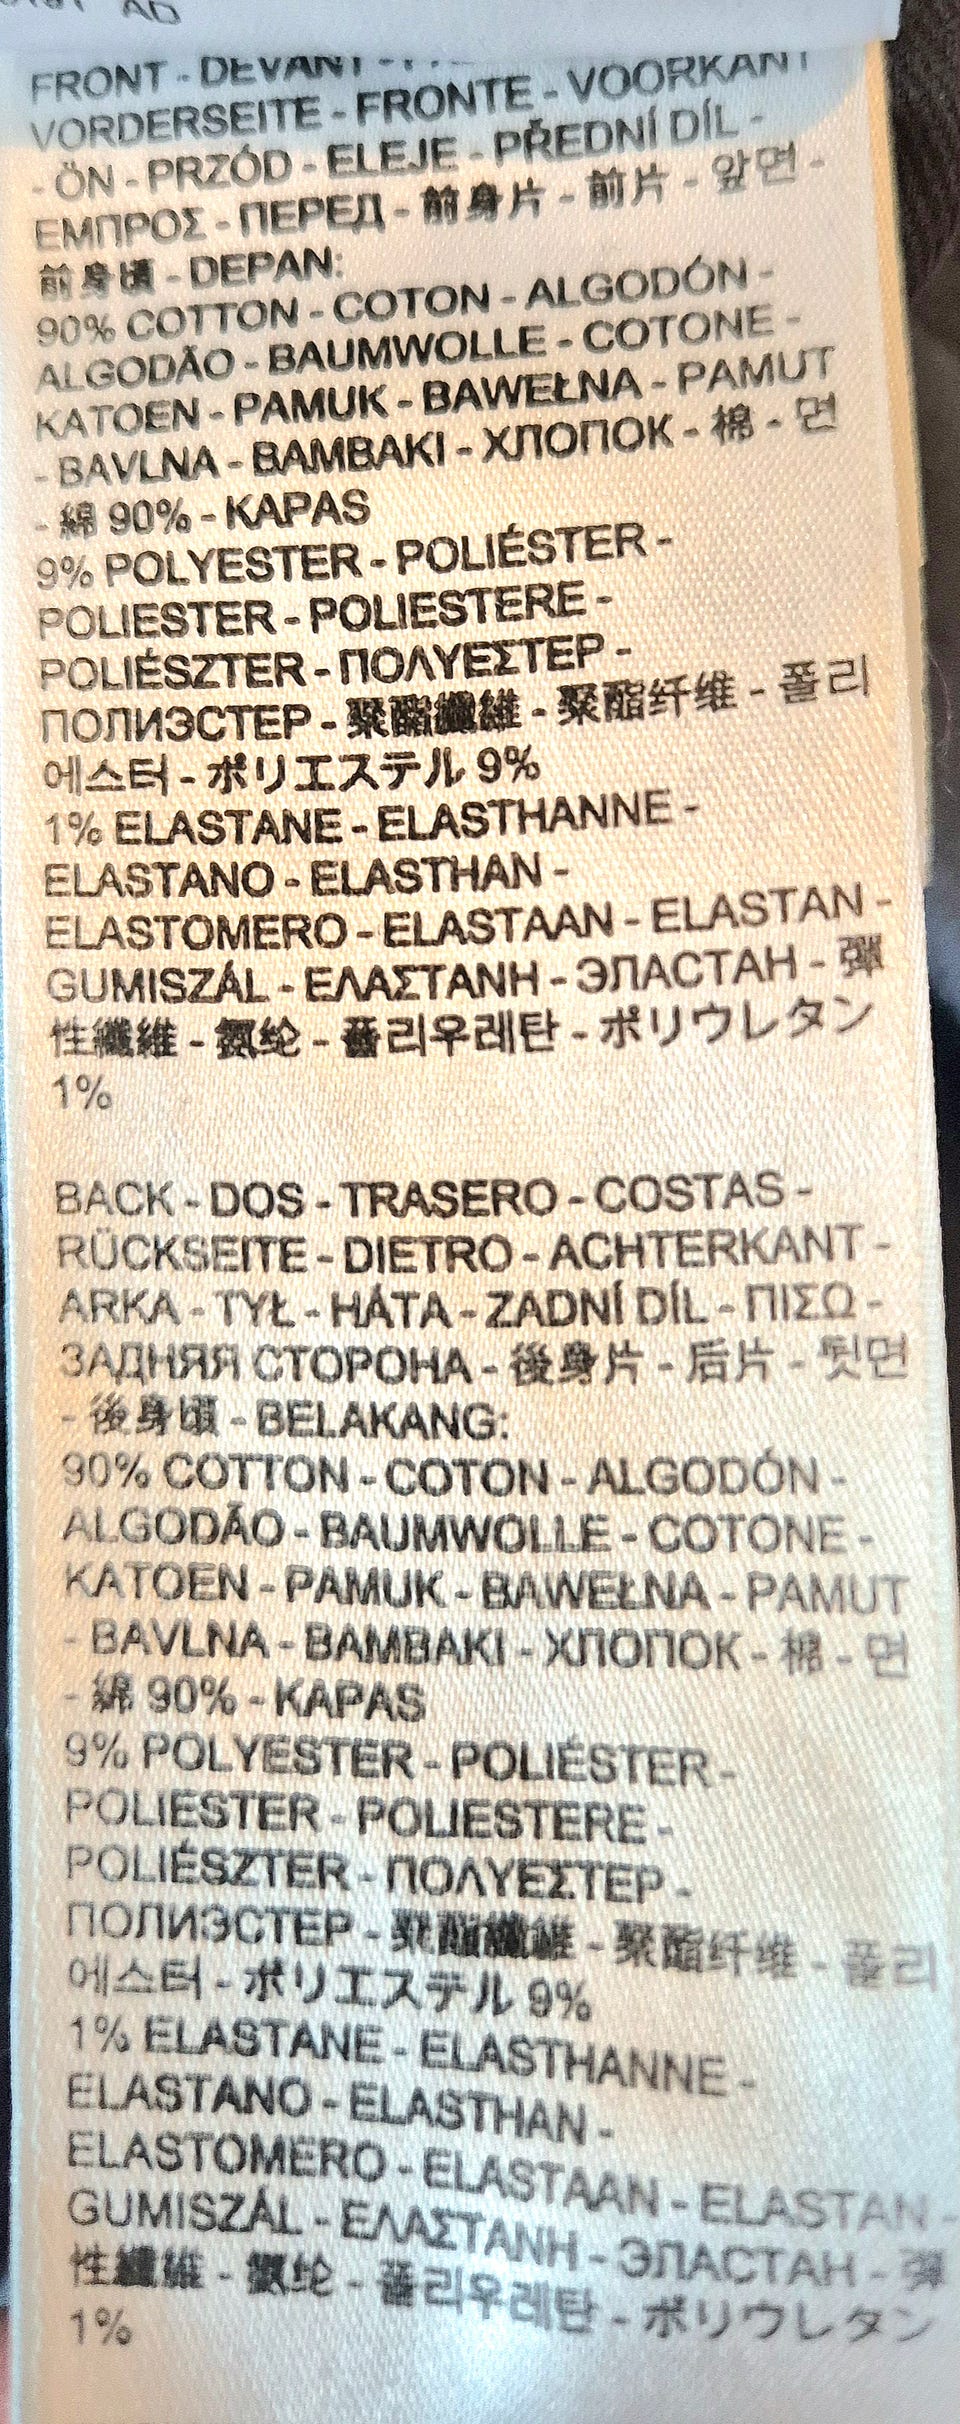 AD
FRONT - DEVANT -
VORDERSEITE - FRONTE - VOORKANT
- ÖN - PRZÓD - ELEJE - PŘEDNÍ DÍL -
ΕΜΠΡΟΣ - ПЕРЕД - 前身片 - 前片 - 앞면 -
前身頃 - DEPAN:
90% COTTON - COTON - ALGODÓN -
ALGODÃO - BAUMWOLLE - COTONE -
KATOEN - PAMUK - BAWEŁNA - PAMUT
- BAVLNA - BAMBAKI - ХЛОПОК - 棉 - 면
- 綿 90% - KAPAS
9% POLYESTER - POLIÉSTER -
POLIESTER - POLIESTERE -
POLIÉSZTER - ΠΟΛΥΕΣΤΕΡ -
ПОЛИЭСТЕР - 聚酯纖維 - 聚酯纤维 - 폴리
에스터 - ポリエステル 9%
1% ELASTANE - ELASTHANNE -
ELASTANO - ELASTHAN -
ELASTOMERO - ELASTAAN - ELASTAN -
GUMISZÁL - ΕΛΑΣΤΑΝΗ - ЭЛАСТАН - 彈
性纖維 - 氨纶 - 폴리우레탄 - ポリウレタン
1%
BACK - DOS - TRASERO - COSTAS -
RÜCKSEITE - DIETRO - ACHTERKANT -
ARKA - TYŁ - HÁTA - ZADNÍ DÍL - ΠΙΣΩ -
ЗАДНЯЯ СТОРОНА - 後身片 - 后片 - 뒷면
- 後身頃 - BELAKANG:
90% COTTON - COTON - ALGODÓN -
ALGODÃO - BAUMWOLLE - COTONE -
KATOEN - PAMUK - BAWEŁNA - PAMUT
- BAVLNA - BAMBAKI - ХЛОПОК - 棉 - 면
- 綿 90% - KAPAS
9% POLYESTER - POLIÉSTER -
POLIESTER - POLIESTERE -
POLIÉSZTER - ΠΟΛΥΕΣΤΕΡ -
ПОЛИЭСТЕР - 聚酯纖維 - 聚酯纤维 - 폴리
에스터 - ポリエステル 9%
1% ELASTANE - ELASTHANNE -
ELASTANO - ELASTHAN -
ELASTOMERO - ELASTAAN - ELASTAN -
GUMISZÁL - ΕΛΑΣΤΑΝΗ - ЭЛАСТАН - 彈
性纖維 - 氨纶 - 폴리우레탄 - ポリウレタン
1%